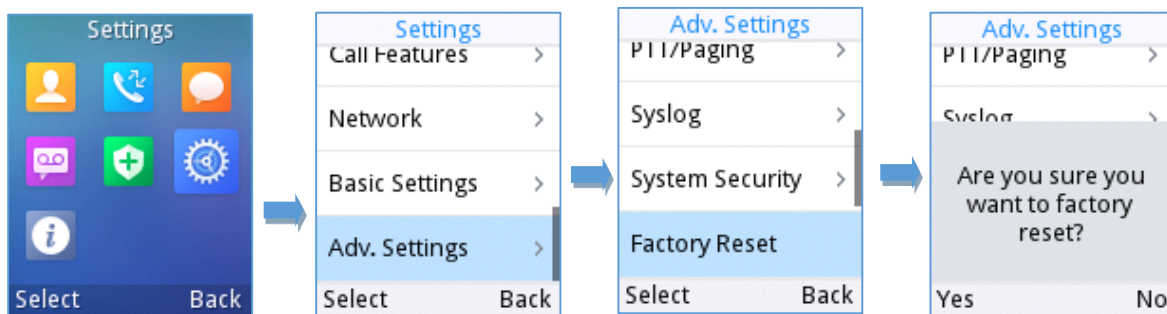 Settings
Select Back
Settings
Call Features
Network
Basic Settings
Adv. Settings
Select Back
Adv. Settings
PTT/Paging
Syslog
System Security
Factory Reset
Select Back
Adv. Settings
PTT/Paging
Syslog
Are you sure you
want to factory
reset?
Yes No